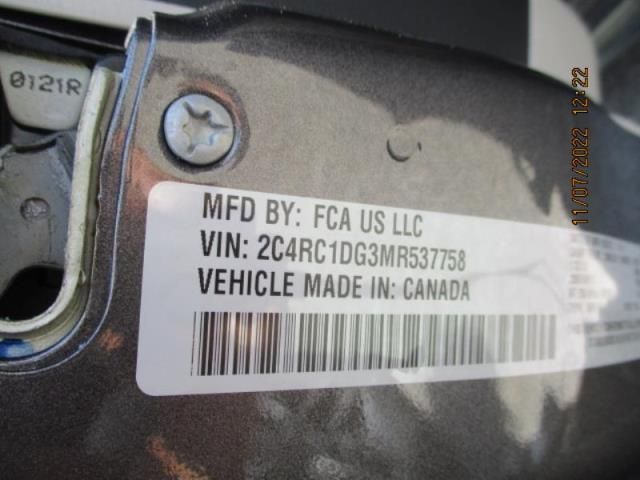 0121R
MFD BY: FCA US LLC
VIN: 2C4RC1DG3MR537758
VEHICLE MADE IN: CANADA
11/07/2022 12:22